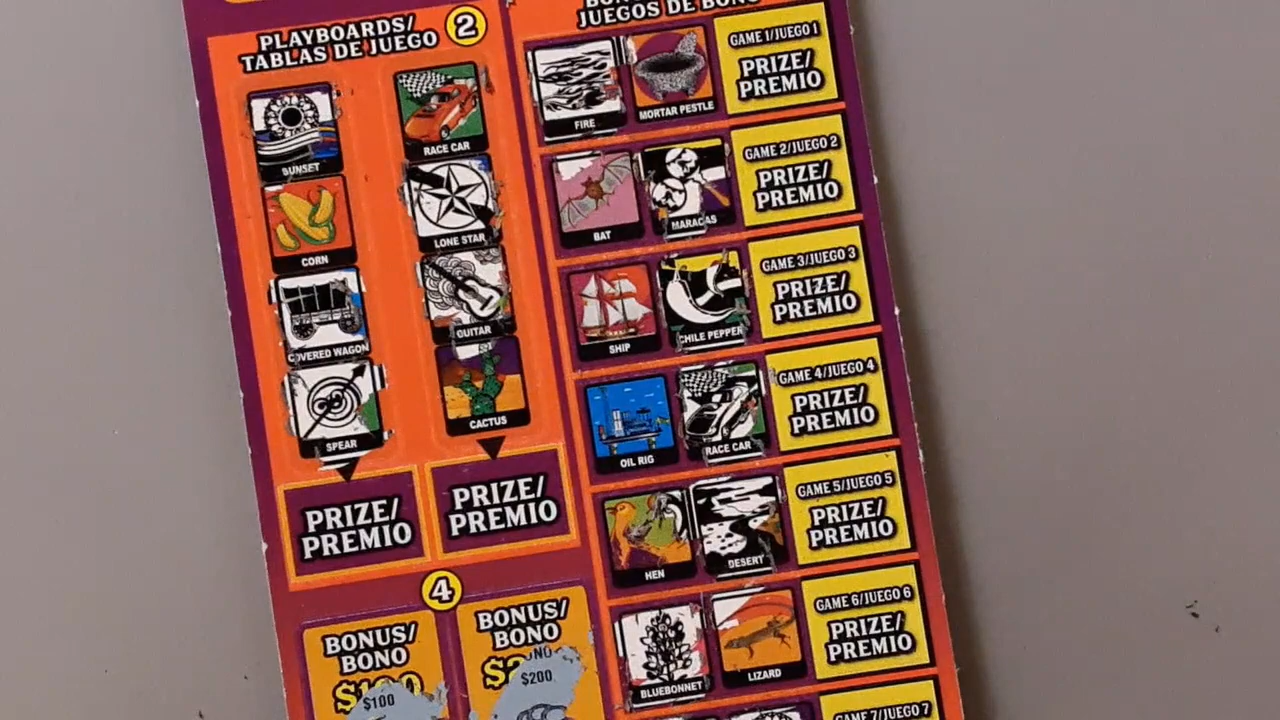 PLAYBOARDS/
TABLAS DE JUEGO
2
SUNSET
CORN
COVERED WAGON
SPEAR
RACE CAR
LONE STAR
GUITAR
CACTUS
PRIZE/
PREMIO
PRIZE/
PREMIO
4
BONUS/
BONO
$100
$100
BONUS/
BONO
$200
JUEGOS DE BONO
FIRE
MORTAR PESTLE
GAME 1/JUEGO 1
PRIZE/
PREMIO
BAT
MARACAS
GAME 2/JUEGO 2
PRIZE/
PREMIO
SHIP
CHILE PEPPER
GAME 3/JUEGO 3
PRIZE/
PREMIO
OIL RIG
RACE CAR
GAME 4/JUEGO 4
PRIZE/
PREMIO
HEN
DESERT
GAME 5/JUEGO 5
PRIZE/
PREMIO
BLUEBONNET
LIZARD
GAME 6/JUEGO 6
PRIZE/
PREMIO
GAME 7/JUEGO 7